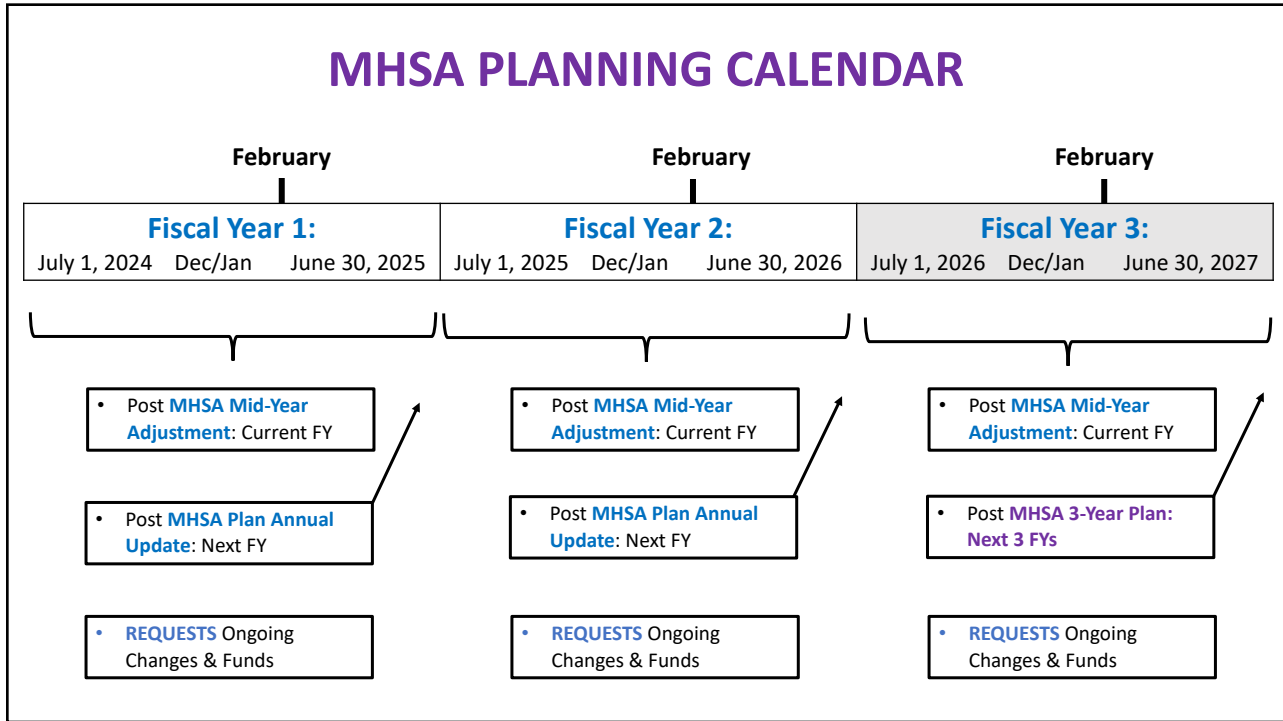 MHSA PLANNING CALENDAR
February
February
February
Fiscal Year 1:
July 1, 2024 Dec/Jan June 30, 2025
Fiscal Year 2:
July 1, 2025 Dec/Jan June 30, 2026
Fiscal Year 3:
July 1, 2026 Dec/Jan June 30, 2027
• Post MHSA Mid-Year
Adjustment: Current FY
• Post MHSA Mid-Year
Adjustment: Current FY
• Post MHSA Mid-Year
Adjustment: Current FY
• Post MHSA Plan Annual
Update: Next FY
• Post MHSA Plan Annual
Update: Next FY
• Post MHSA 3-Year Plan:
Next 3 FYs
• REQUESTS Ongoing
Changes & Funds
• REQUESTS Ongoing
Changes & Funds
• REQUESTS Ongoing
Changes & Funds